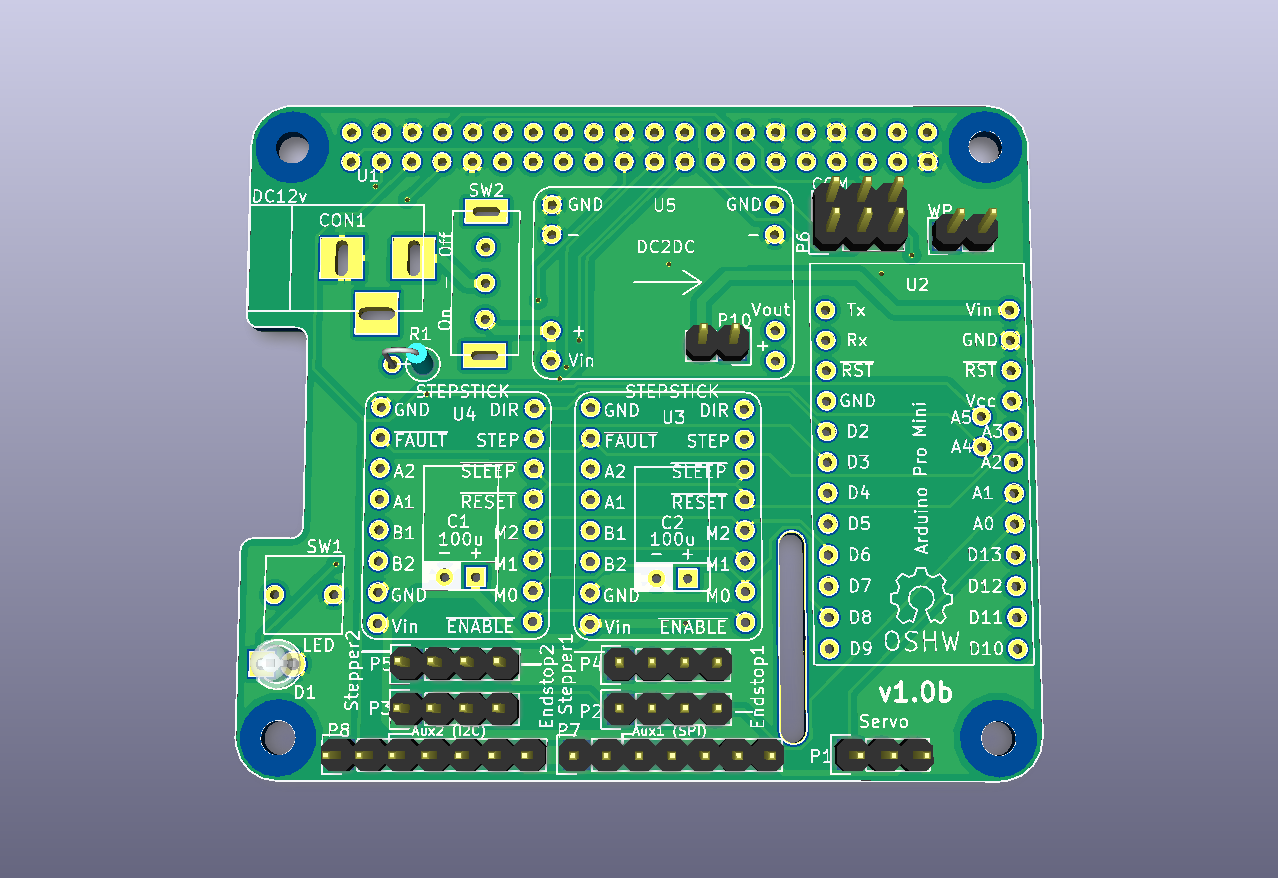 U1
DC12v
CON1
SW2
Off
On
R1
GND
U5
GND
DC2DC
P10
Vout
+
+
Vin
COM
P6
WP
U2
Tx
Vin
Rx
GND
RST
RST
GND
Vcc
A5
D2
A3
A4
D3
A2
D4
A1
D5
A0
D6
D13
D7
D12
D8
D11
D9
D10
Arduino Pro Mini
OSHW
STEPSTICK
GND
U4
DIR
FAULT
STEP
A2
SLEEP
A1
RESET
C1
B1
100u
M2
- +
B2
M1
GND
M0
Vin
ENABLE
STEPSTICK
GND
U3
DIR
FAULT
STEP
A2
SLEEP
A1
RESET
C2
B1
100u
M2
- +
B2
M1
GND
M0
Vin
ENABLE
SW1
LED
D1
Stepper2
P5
Endstop2
Stepper1
P4
Endstop1
P3
P2
P8
Aux2 (I2C)
P7
Aux1 (SPI)
v1.0b
Servo
P1